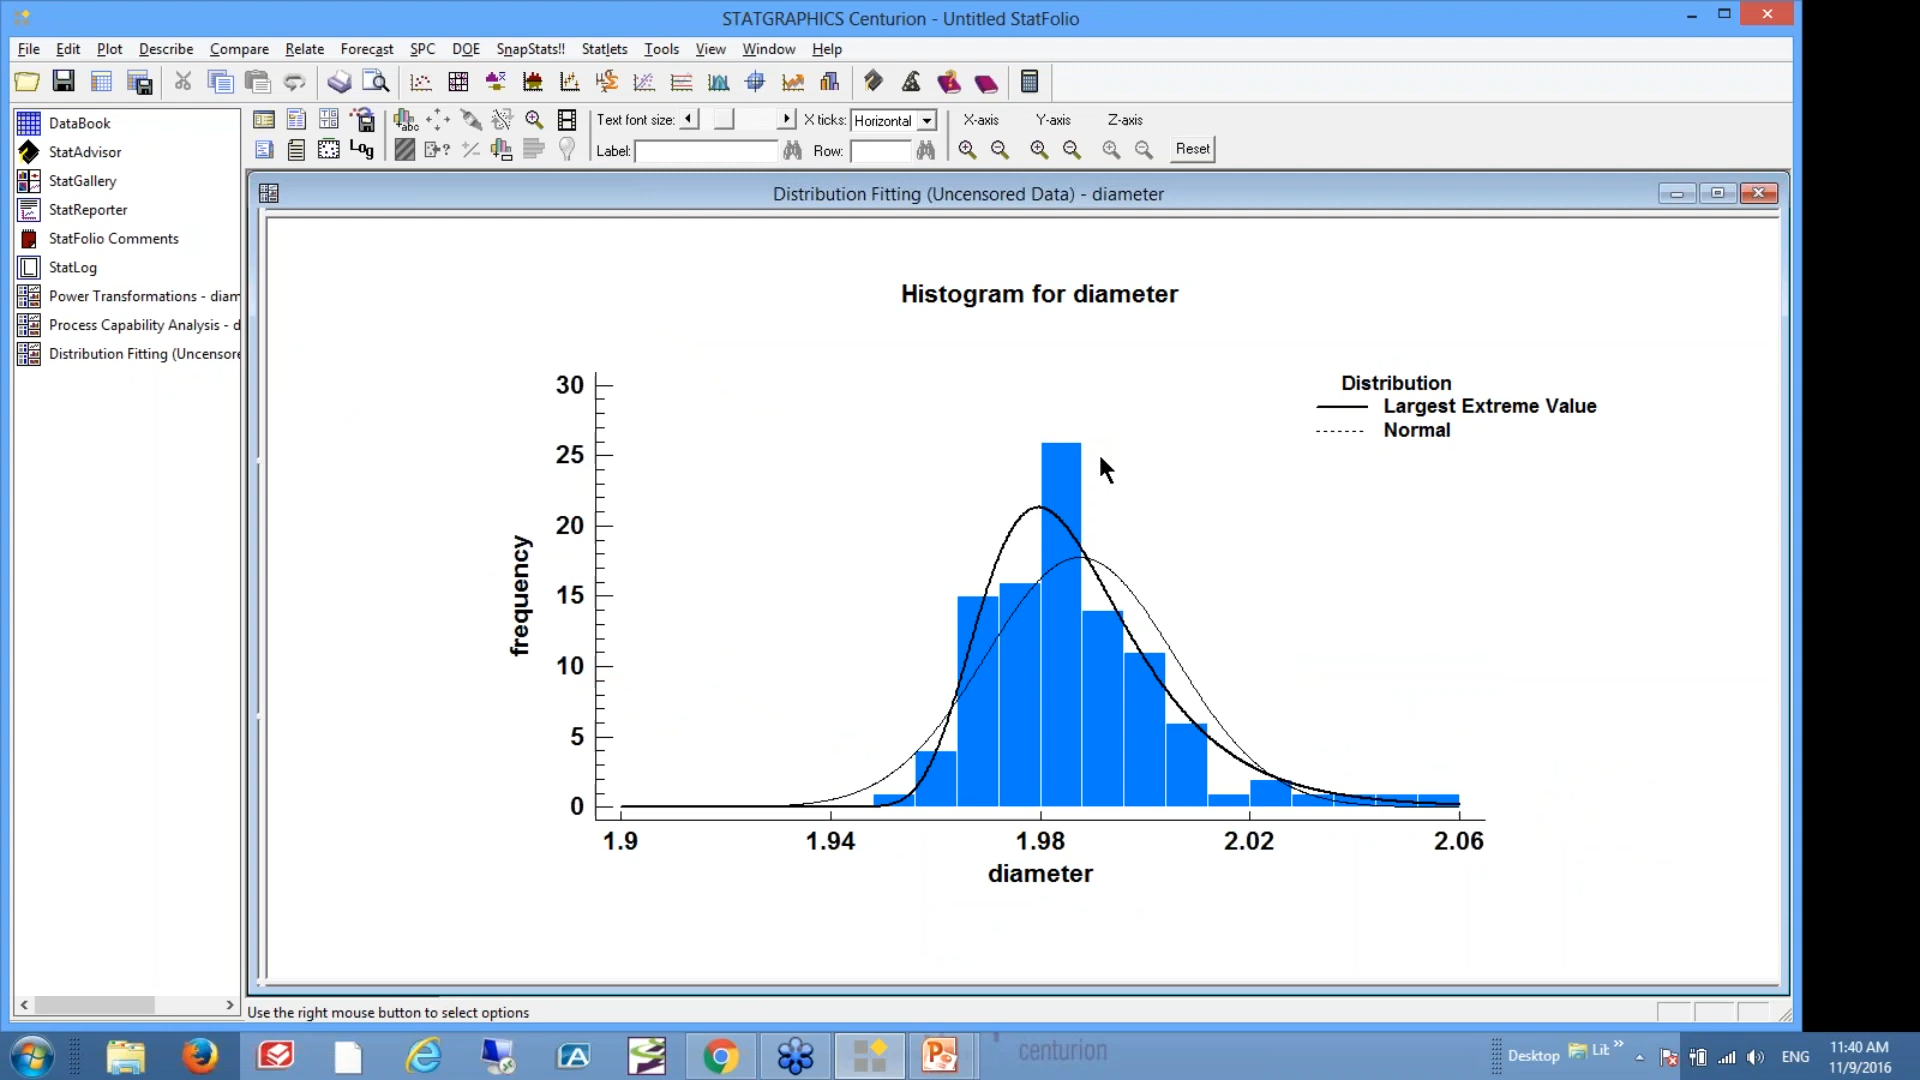 STATGRAPHICS Centurion - Untitled StatFolio
File Edit Plot Describe Compare Relate Forecast SPC DOE SnapStats!! Statlets Tools View Window Help
Text font size: X ticks: Horizontal X-axis Y-axis Z-axis
Log Label: Row: Reset
DataBook
StatAdvisor
StatGallery
StatReporter
StatFolio Comments
StatLog
Power Transformations - diam
Process Capability Analysis - d
Distribution Fitting (Uncensore
Distribution Fitting (Uncensored Data) - diameter
Histogram for diameter
Distribution
Largest Extreme Value
Normal
30
25
20
15
10
5
0
frequency
1.9 1.94 1.98 2.02 2.06
diameter
Use the right mouse button to select options
centurion
Desktop Lit » ENG 11:40 AM
11/9/2016